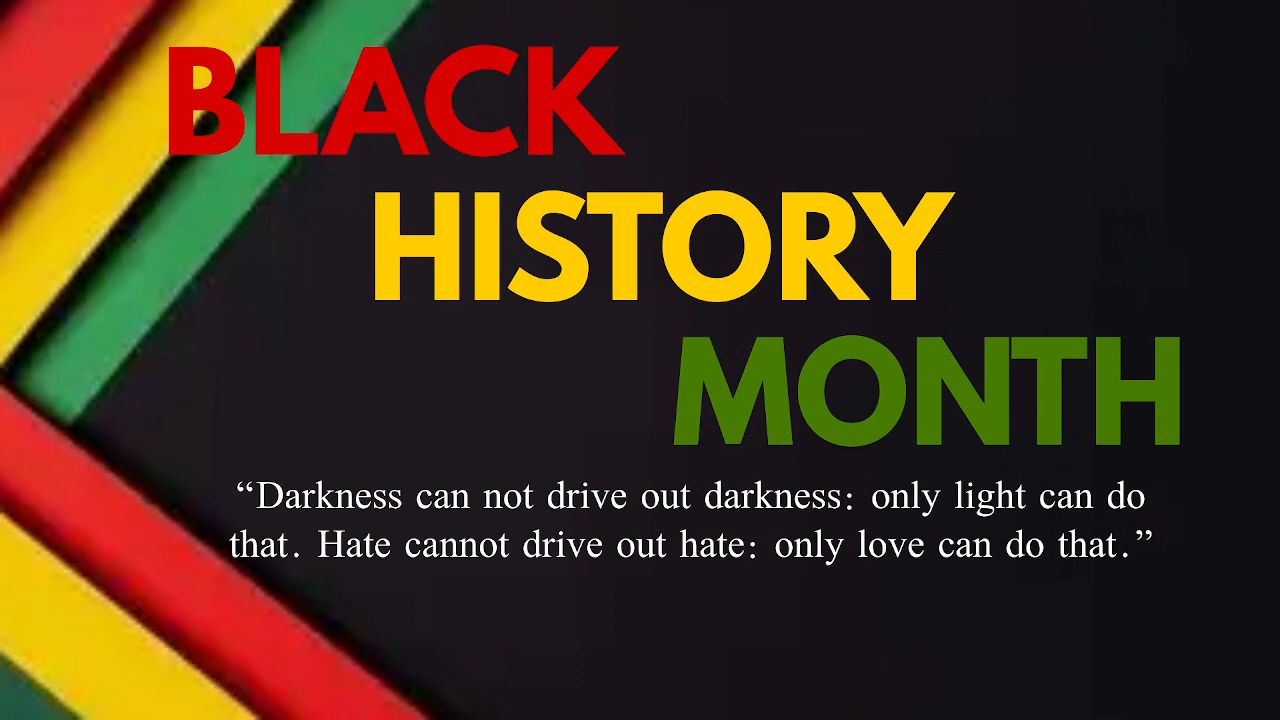 BLACK
HISTORY
MONTH
“Darkness can not drive out darkness: only light can do
that. Hate cannot drive out hate: only love can do that.”